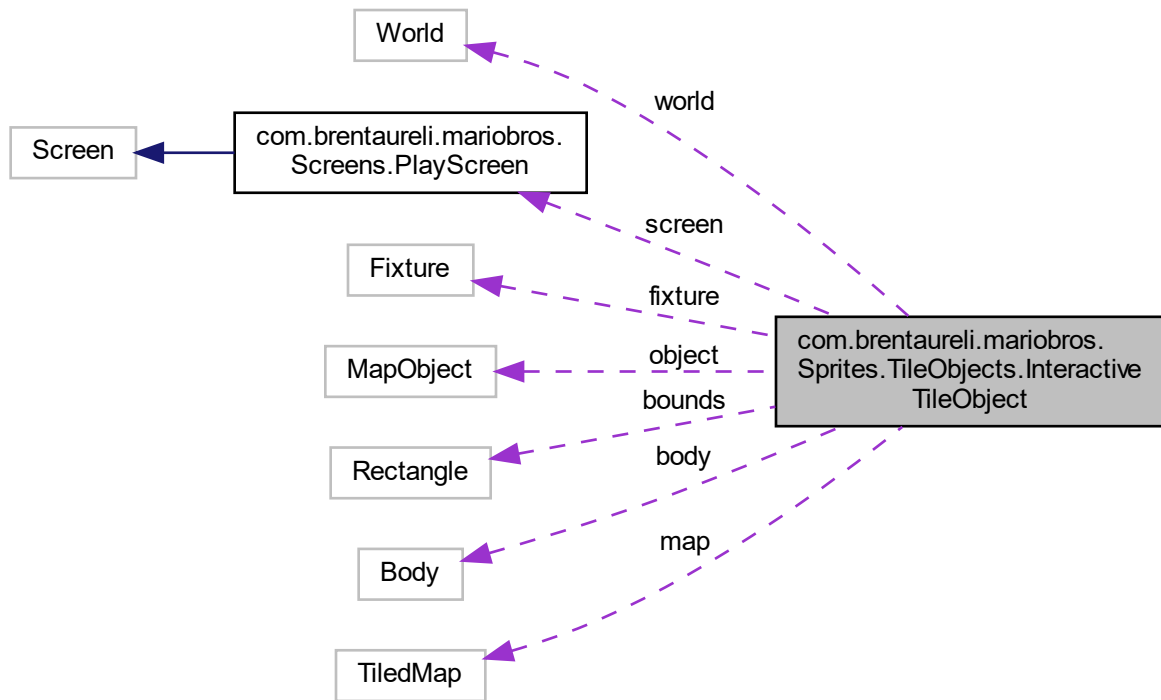 World
world
Screen
com.brentaureli.mariobros.
Screens.PlayScreen
screen
Fixture
fixture
com.brentaureli.mariobros.
Sprites.TileObjects.Interactive
TileObject
MapObject
object
bounds
Rectangle
body
Body
map
TiledMap